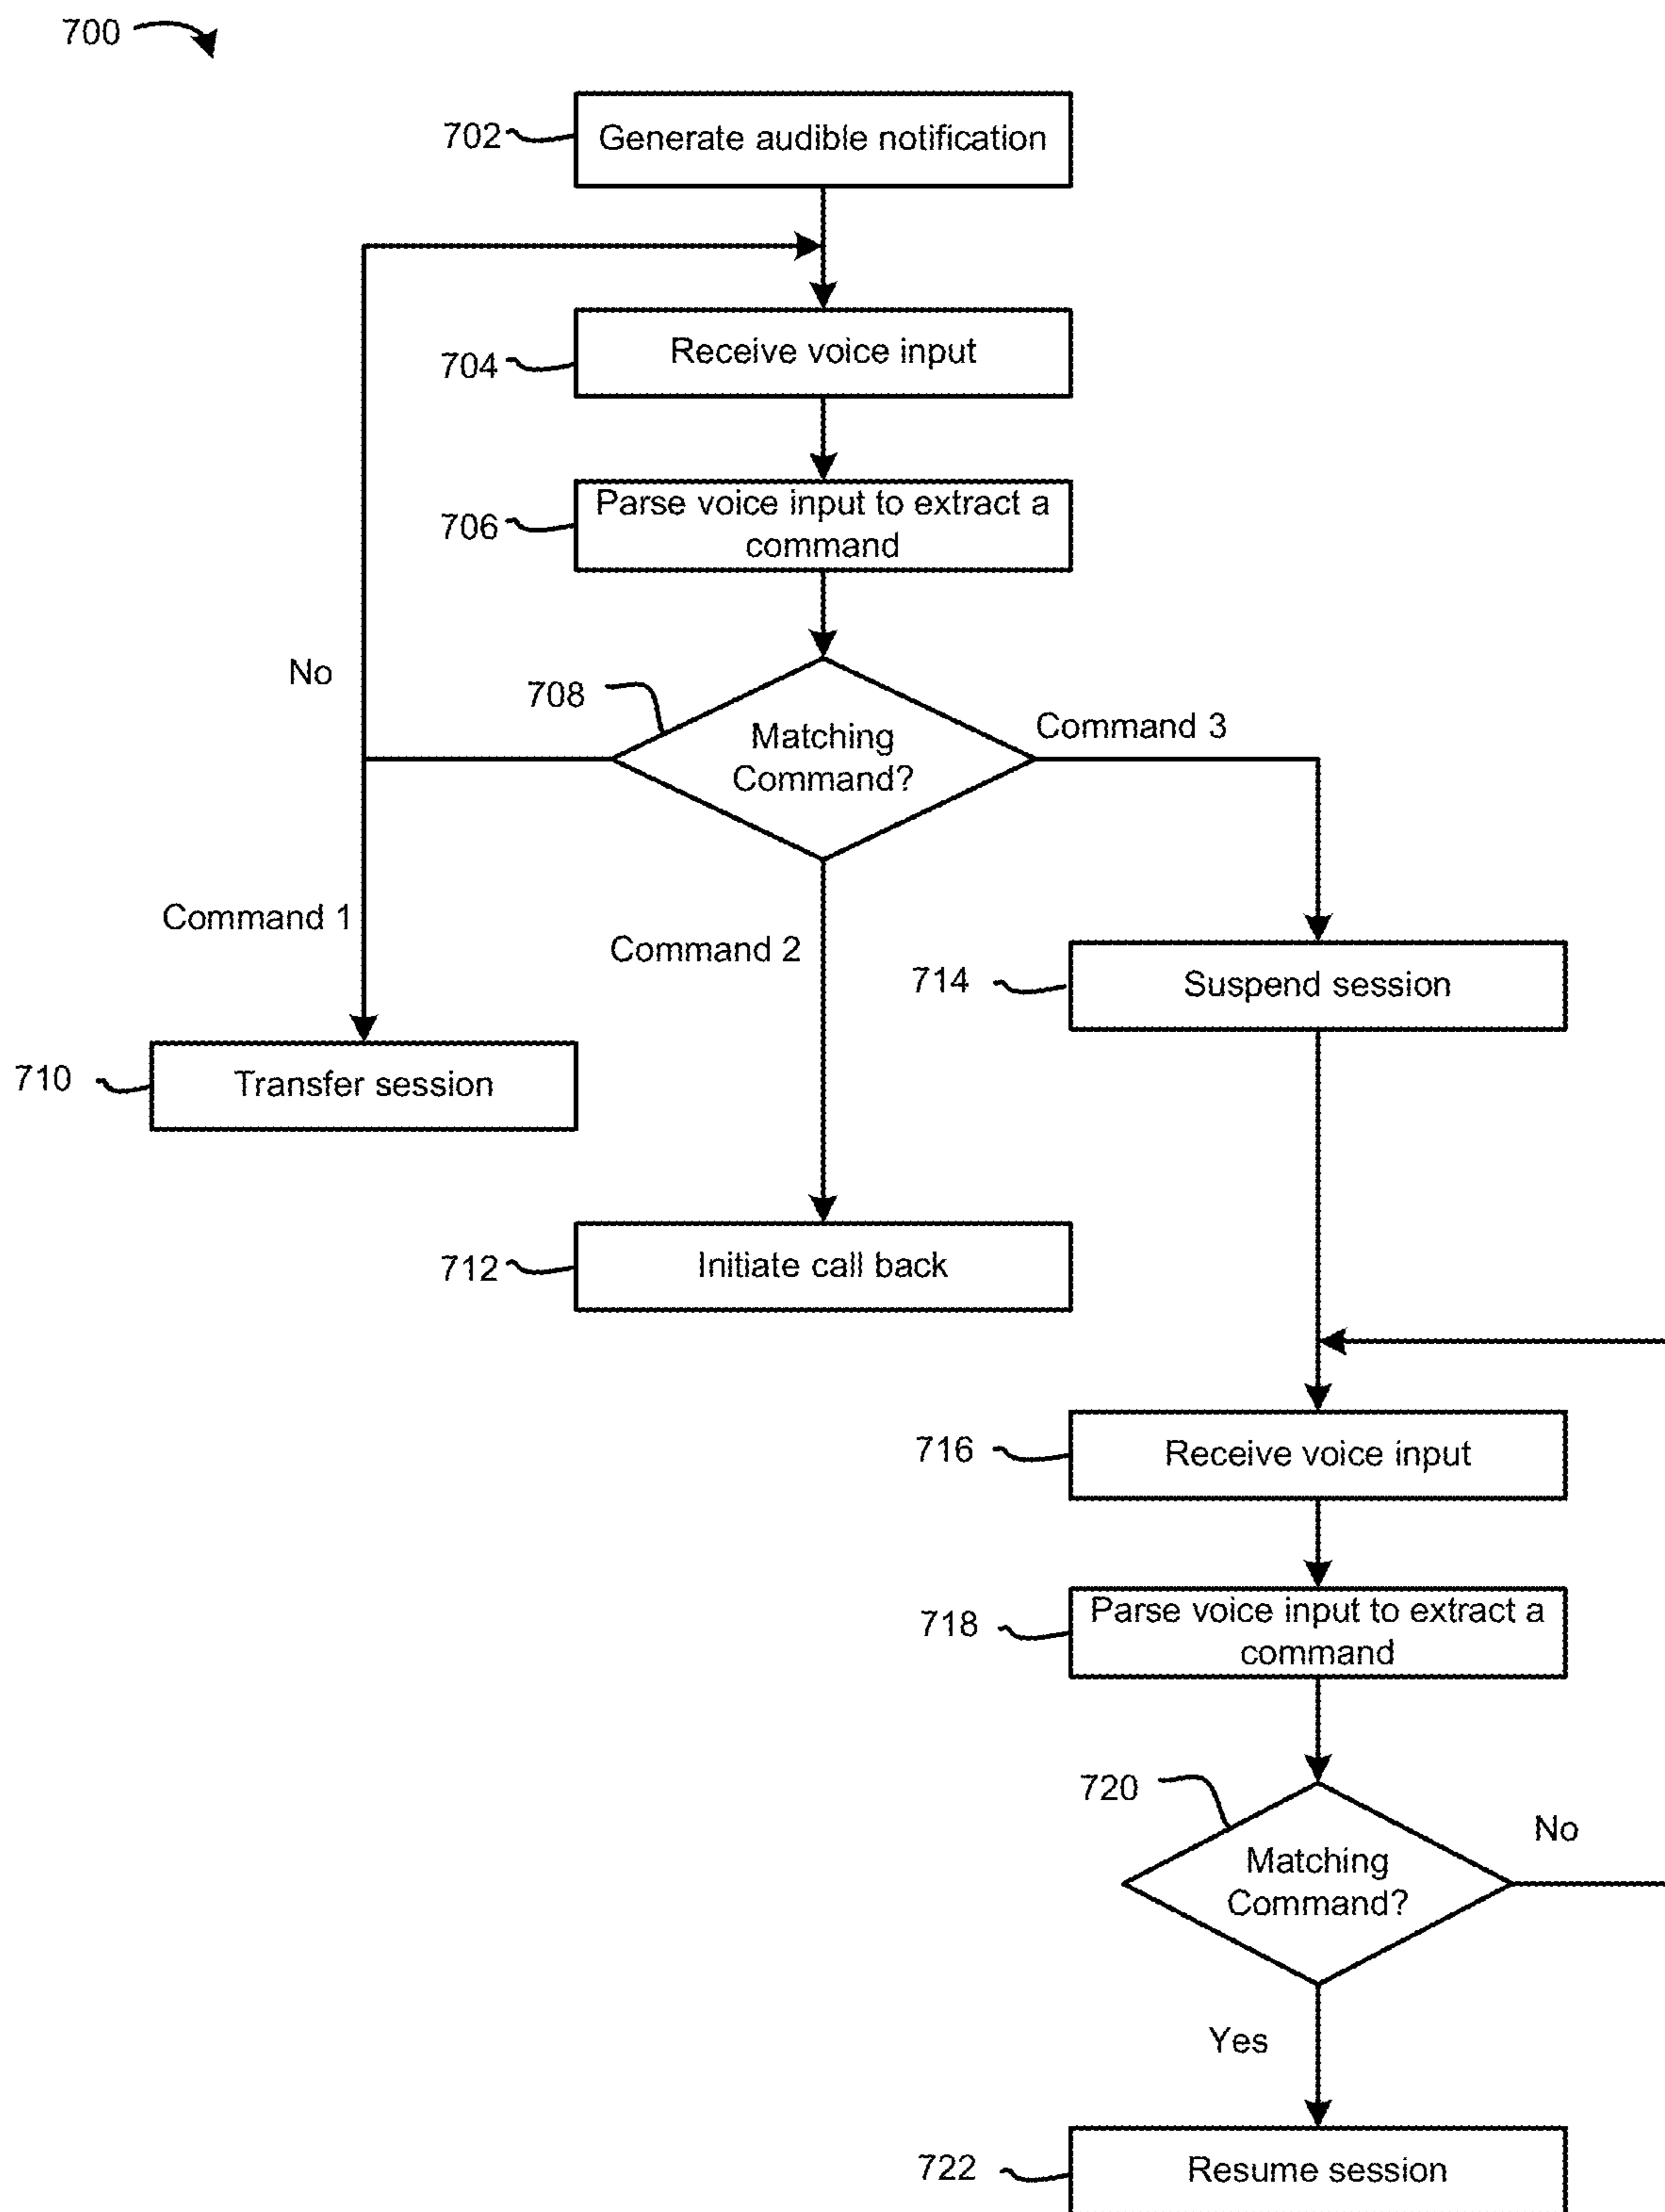 700
702
Generate audible notification
704
Receive voice input
706
Parse voice input to extract a
command
No
708
Matching
Command?
Command 3
Command 1
Command 2
714
Suspend session
710
Transfer session
712
Initiate call back
716
Receive voice input
718
Parse voice input to extract a
command
720
Matching
Command?
No
Yes
722
Resume session